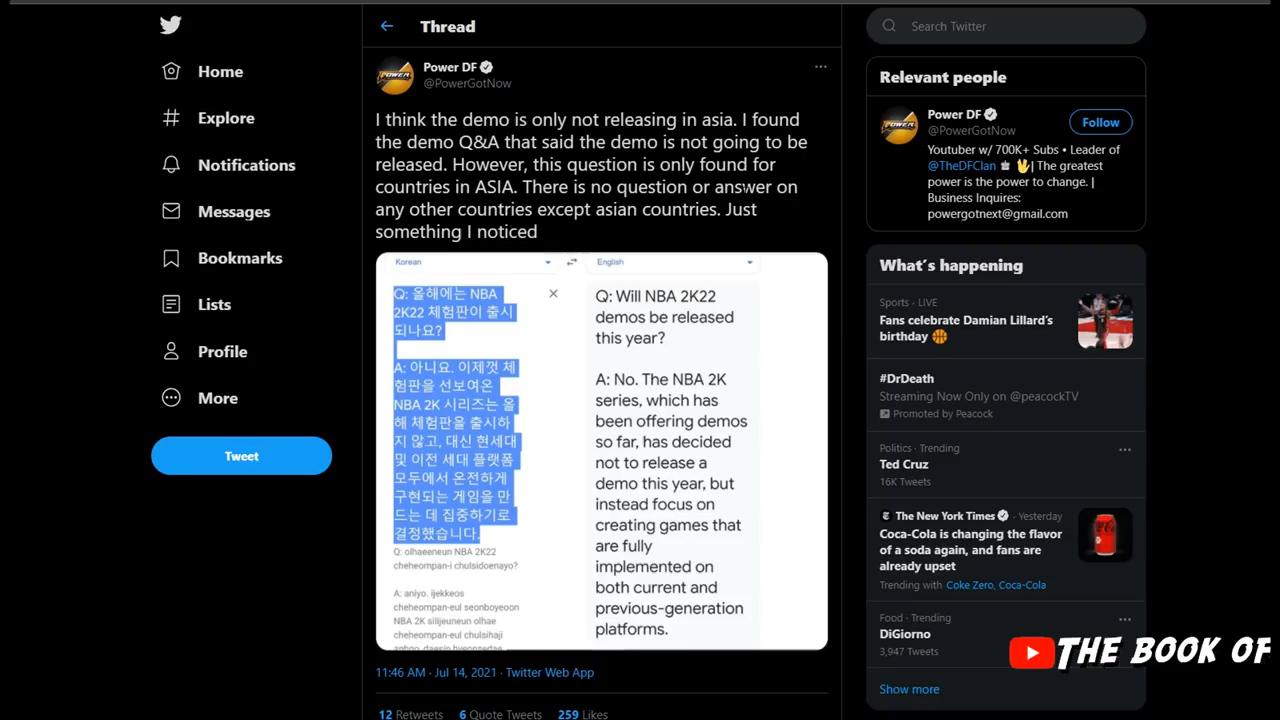 Thread
Search Twitter
Home
Explore
Notifications
Messages
Bookmarks
Lists
Profile
More
Tweet
POWER
Power DF
@PowerGotNow
I think the demo is only not releasing in asia. I found
the demo Q&A that said the demo is not going to be
released. However, this question is only found for
countries in ASIA. There is no question or answer on
any other countries except asian countries. Just
something I noticed
Korean
English
Q: 올해에는 NBA
2K22 체험판이 출시
되나요?
A: 아니요. 이제껏 체
험판을 선보여온
NBA 2K 시리즈는 올
해 체험판을 출시하
지 않고, 대신 현세대
및 이전 세대 플랫폼
모두에서 온전하게
구현되는 게임을 만
드는 데 집중하기로
결정했습니다.
Q: olhaeeneun NBA 2K22
cheheompan-i chulsidoenayo?
A: aniyo. ijekkeos
cheheompan-eul seonboyeoon
NBA 2K silijeuneun olhae
cheheompan-eul chulsihaji
Q: Will NBA 2K22
demos be released
this year?
A: No. The NBA 2K
series, which has
been offering demos
so far, has decided
not to release a
demo this year, but
instead focus on
creating games that
are fully
implemented on
both current and
previous-generation
platforms.
11:46 AM · Jul 14, 2021 · Twitter Web App
12 Retweets 6 Quote Tweets 259 Likes
Relevant people
Power DF
@PowerGotNow
Follow
Youtuber w/ 700K+ Subs • Leader of
@TheDFClan | The greatest
power is the power to change. |
Business Inquires:
powergotnext@gmail.com
What's happening
Sports · LIVE
Fans celebrate Damian Lillard's
birthday
#DrDeath
Streaming Now Only on @peacockTV
Promoted by Peacock
Politics · Trending
Ted Cruz
16K Tweets
The New York Times · Yesterday
Coca-Cola is changing the flavor
of a soda again, and fans are
already upset
Trending with Coke Zero, Coca-Cola
Food · Trending
DiGiorno
3,947 Tweets
Show more
THE BOOK OF